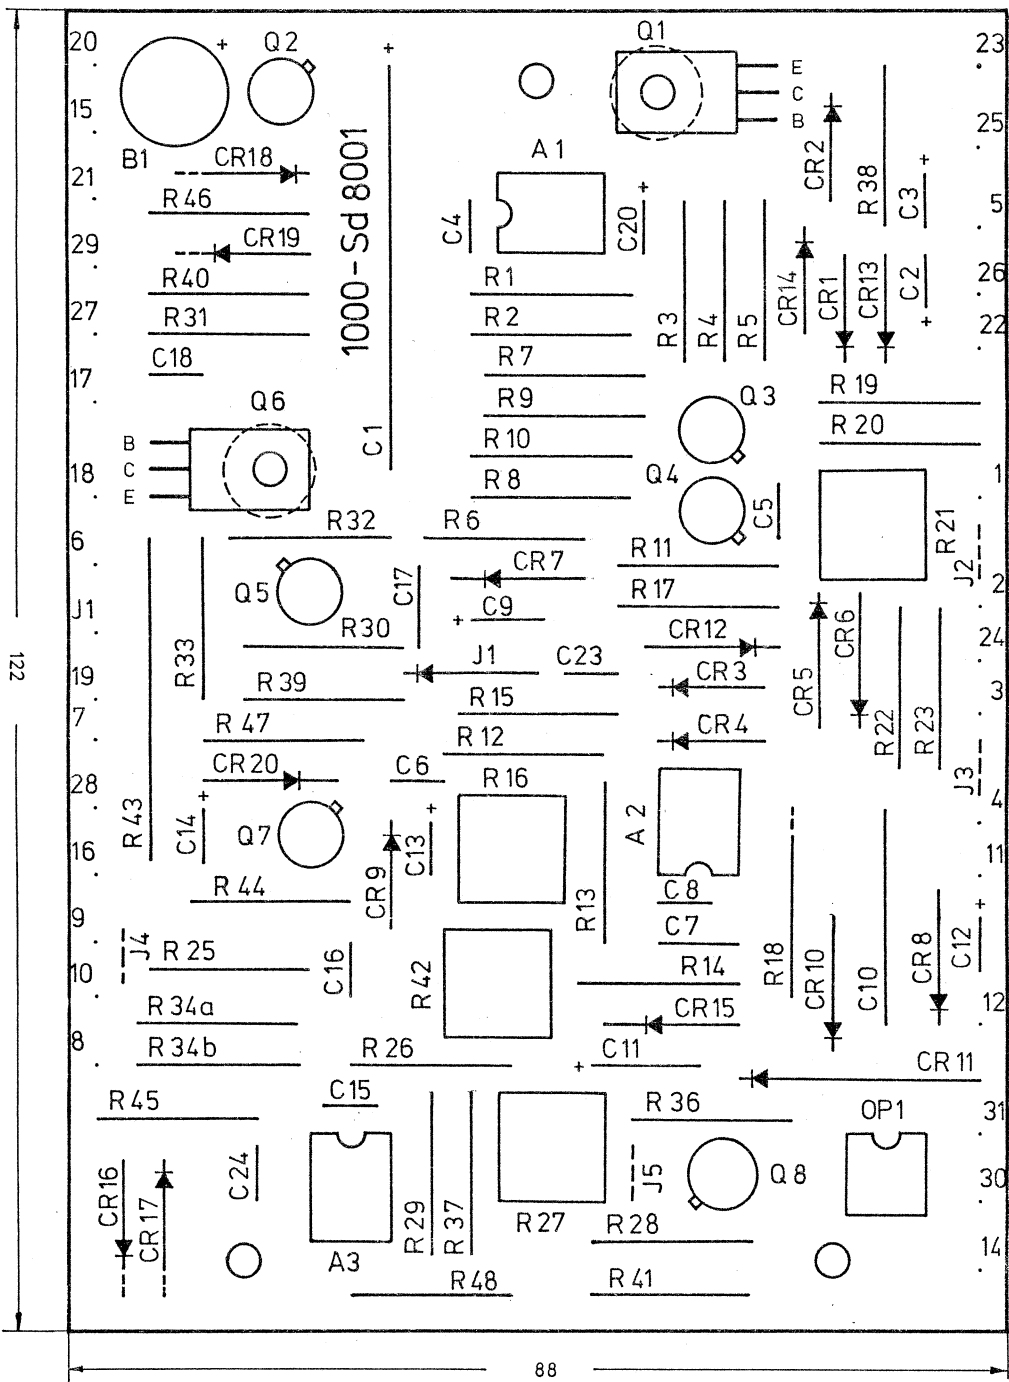 20
+
Q2
+
Q1
23
E
C
B
15
25
B1
CR18
A1
CR2
21
R46
1000-Sd 8001
C4
+
C20
R38
+
C3
5
29
CR19
CR14
R40
R1
R3
R4
R5
CR1
CR13
C2
+
26
27
R31
R2
22
C18
R7
17
R19
Q6
R9
Q3
R20
B
C
E
C1
R10
18
R8
Q4
C5
1
R21
6
R32
R6
R11
J2
CR7
Q5
C17
R17
2
J1
+
C9
R30
CR12
CR6
24
R33
19
J1
C23
CR3
CR5
3
R39
7
R15
R22
R23
R47
R12
CR4
28
CR20
C6
R16
J3
4
R43
+
C14
Q7
+
C13
A2
16
11
R44
CR9
R13
C8
9
+
C7
J4
R25
C16
R42
R18
CR10
C10
CR8
C12
10
R14
R34a
CR15
12
8
R34b
R26
+
C11
CR11
R45
C15
R36
OP1
31
CR16
CR17
C24
J5
Q8
30
R29
R37
R27
R28
14
A3
R48
R41
122
88